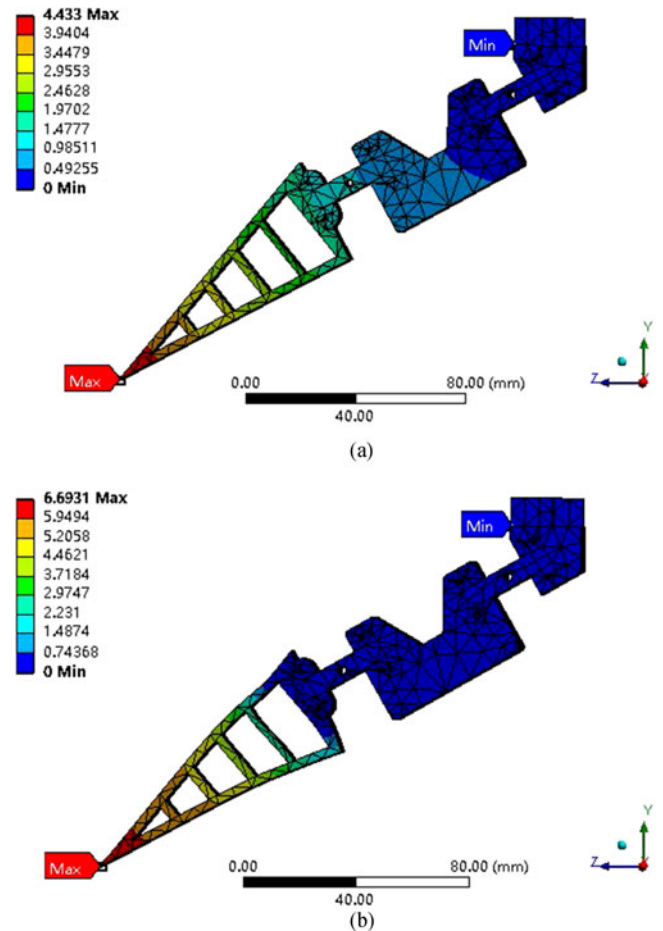 4.433 Max
3.9404
3.4479
2.9553
2.4628
1.9702
1.4777
0.98511
0.49255
0 Min
Min
Max
0.00
80.00 (mm)
40.00
Y
Z
X
(a)
6.6931 Max
5.9494
5.2058
4.4621
3.7184
2.9747
2.231
1.4874
0.74368
0 Min
Min
Max
0.00
80.00 (mm)
40.00
Y
Z
X
(b)